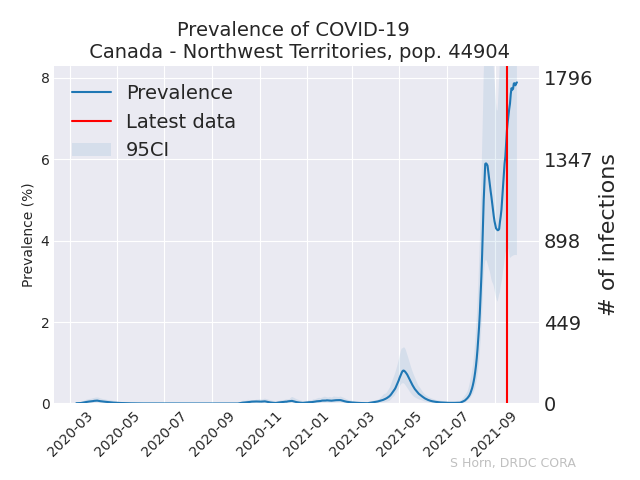 Prevalence of COVID-19
Canada - Northwest Territories, pop. 44904
Prevalence
Latest data
95CI
Prevalence (%)
8
6
4
2
0
1796
1347
898
449
0
# of infections
2020-03
2020-05
2020-07
2020-09
2020-11
2021-01
2021-03
2021-05
2021-07
2021-09
S Horn, DRDC CORA